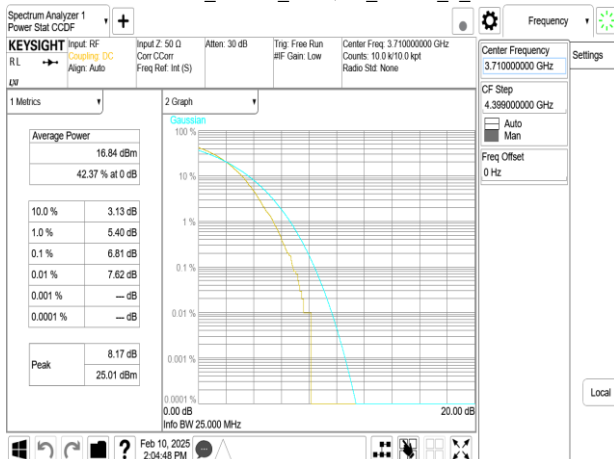 Spectrum Analyzer 1
Power Stat CCDF
+
Frequency
KEYSIGHT
RL
LXI
Input: RF
Coupling: DC
Align: Auto
Input Z: 50 Ω
Corr CCorr
Freq Ref: Int (S)
Atten: 30 dB
Trig: Free Run
#IF Gain: Low
Center Freq: 3.710000000 GHz
Counts: 10.0 k/10.0 kpt
Radio Std: None
Center Frequency
3.710000000 GHz
Settings
CF Step
4.399000000 GHz
Auto
Man
Freq Offset
0 Hz
Local
1 Metrics
Average Power
16.84 dBm
42.37 % at 0 dB
10.0 % 3.13 dB
1.0 % 5.40 dB
0.1 % 6.81 dB
0.01 % 7.62 dB
0.001 % --- dB
0.0001 % --- dB
Peak
8.17 dB
25.01 dBm
2 Graph
Gaussian
100 %
10 %
1 %
0.1 %
0.01 %
0.001 %
0.0001 %
0.00 dB
20.00 dB
Info BW 25.000 MHz
?
Feb 10, 2025
2:04:48 PM